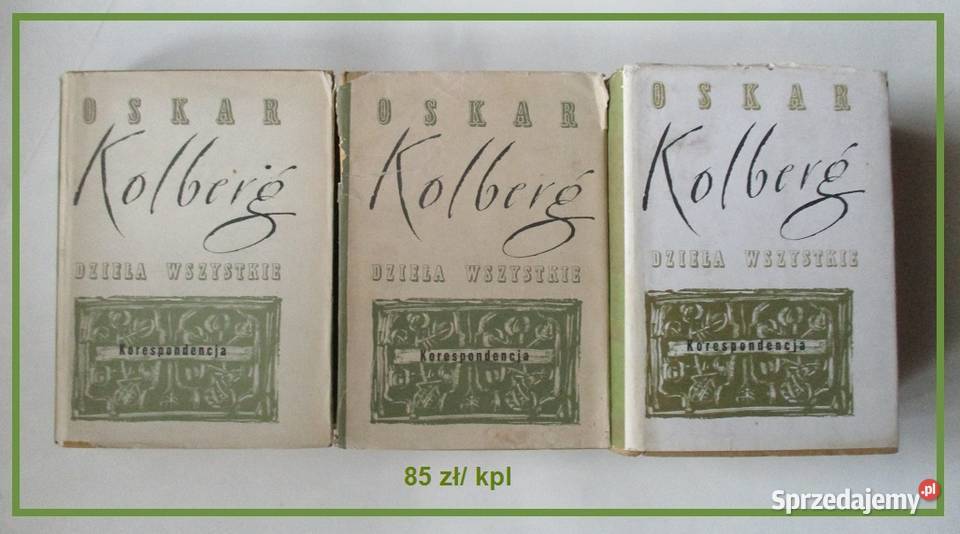 OSKAR
Kolberg
DZIEŁA WSZYSTKIE
Korespondencja
OSKAR
Kolberg
DZIEŁA WSZYSTKIE
Korespondencja
OSKAR
Kolberg
DZIEŁA WSZYSTKIE
Korespondencja
85 zł/ kpl
Sprzedajemy.pl